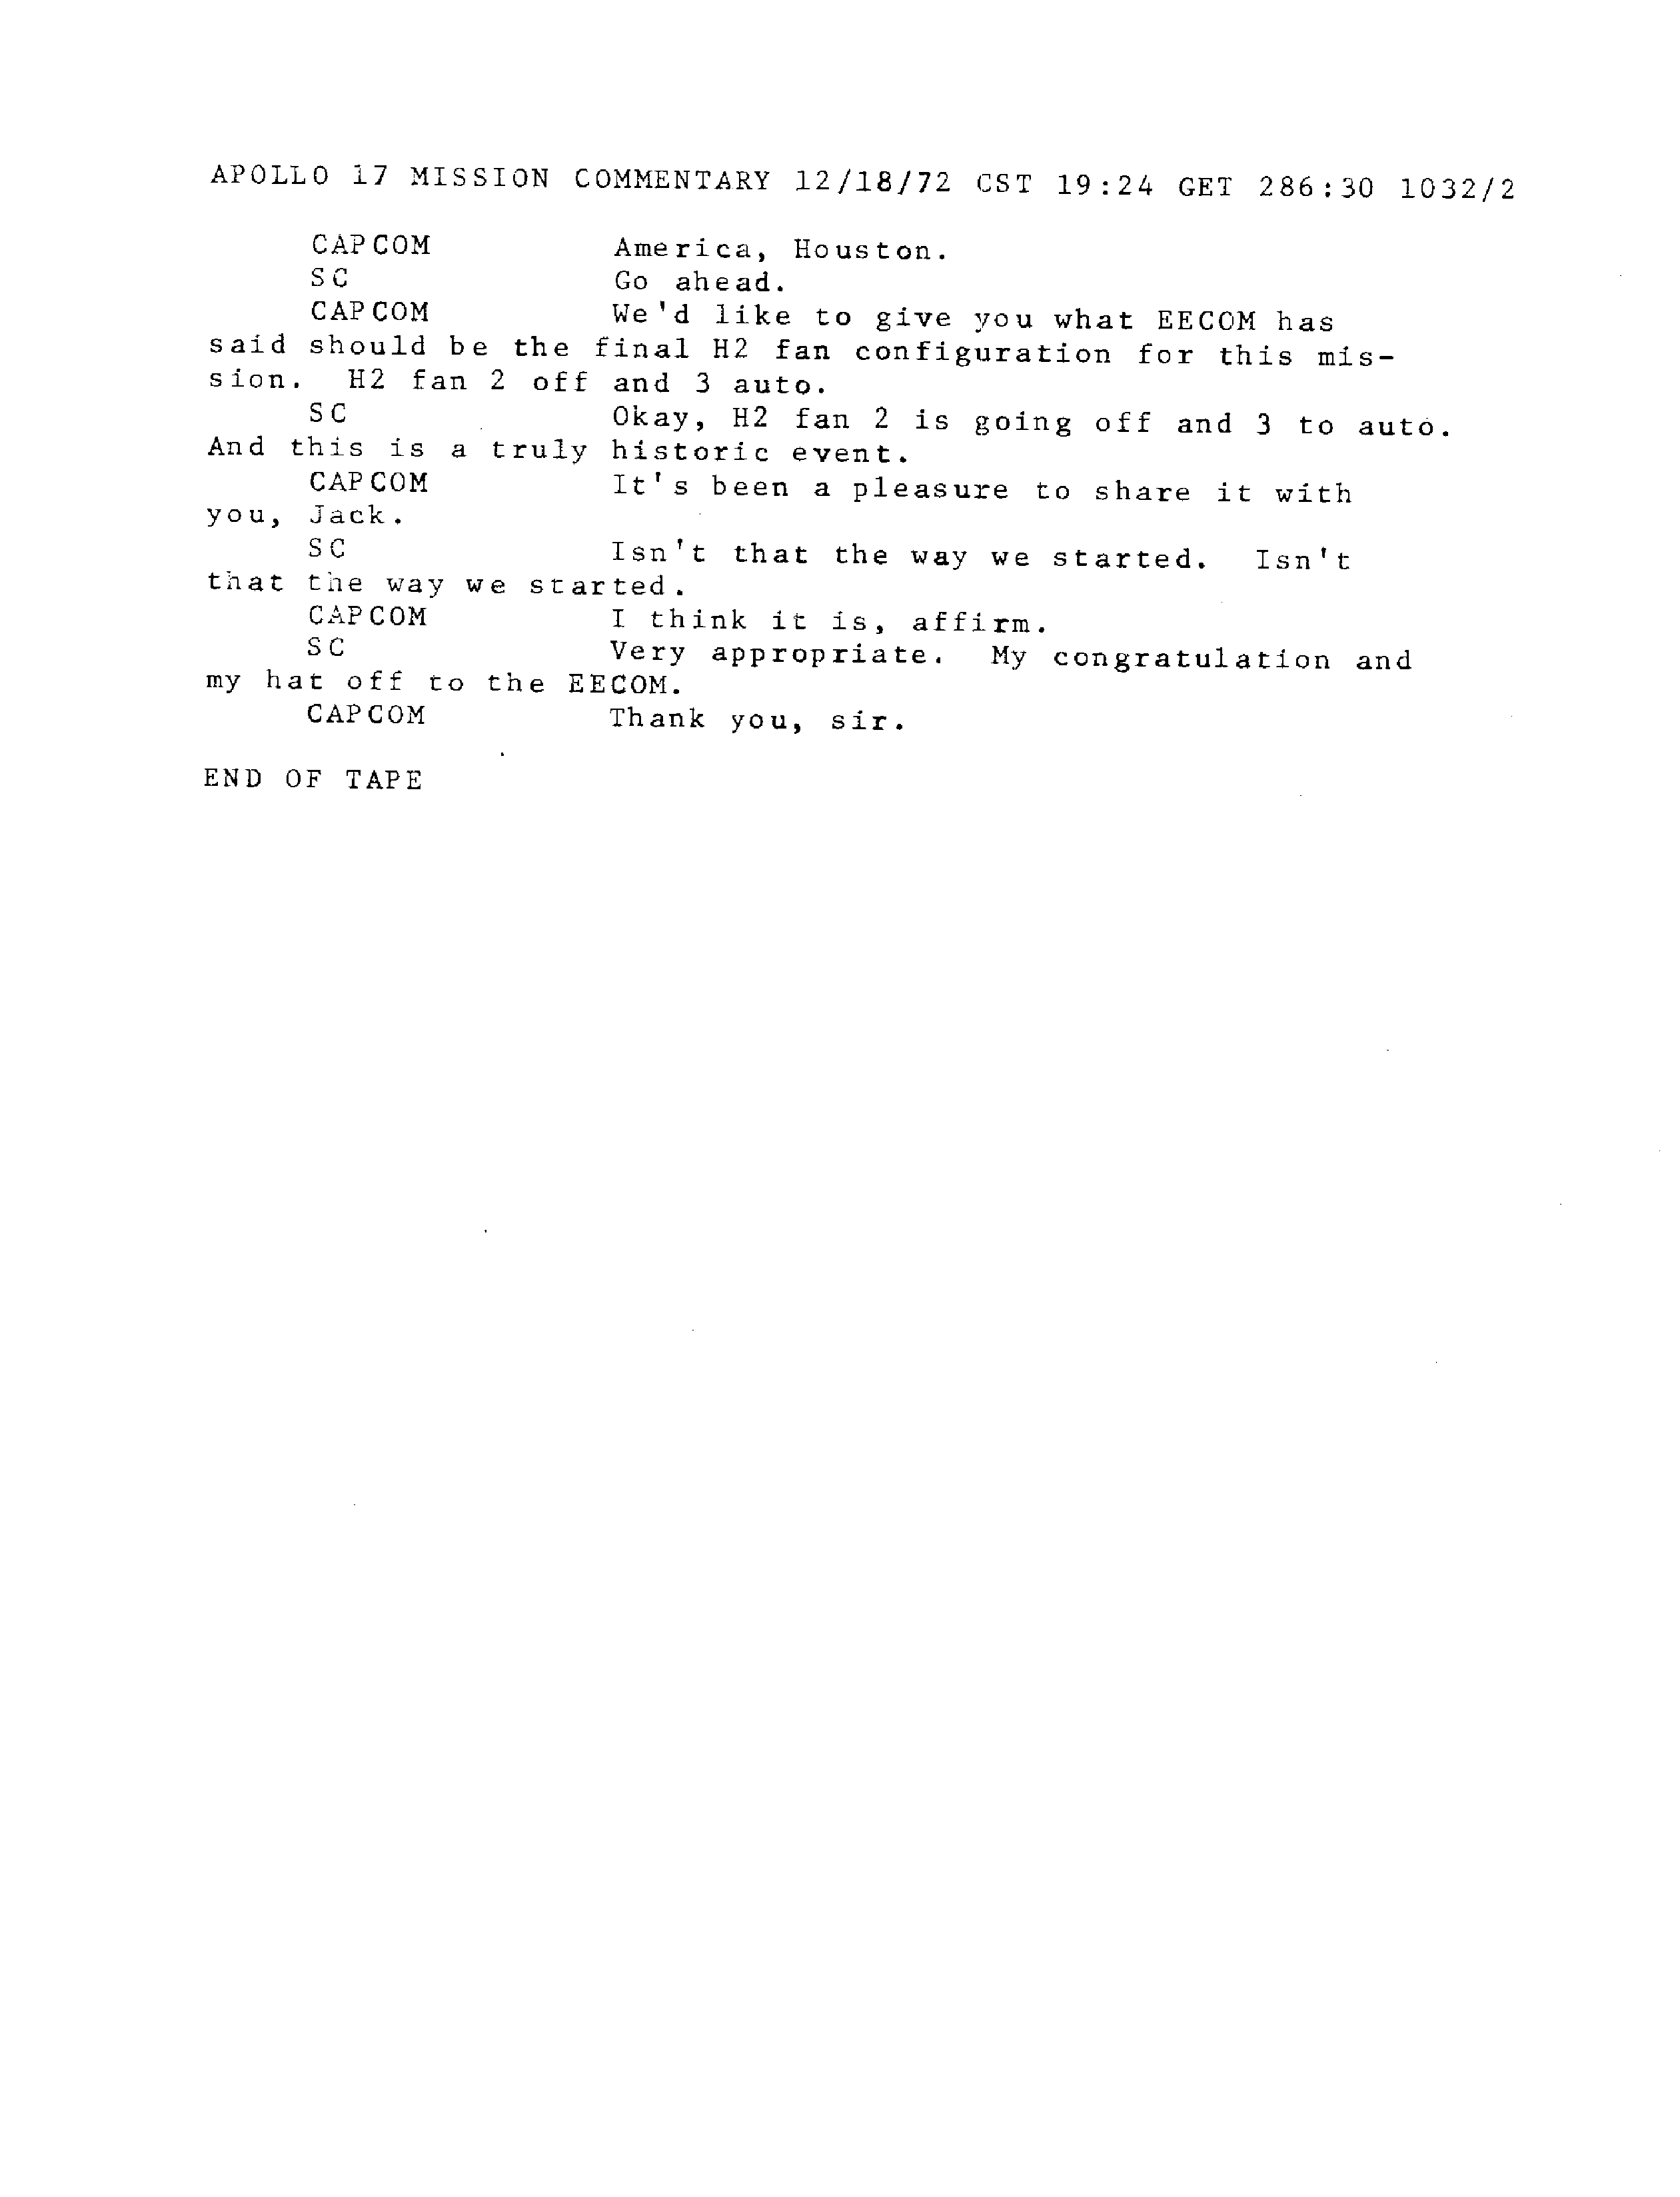 APOLLO 17 MISSION COMMENTARY 12/18/72 CST 19:24 GET 286:30 1032/2
CAPCOM America, Houston.
SC Go ahead.
CAPCOM We'd like to give you what EECOM has
said should be the final H2 fan configuration for this mis-
sion. H2 fan 2 off and 3 auto.
SC Okay, H2 fan 2 is going off and 3 to auto.
And this is a truly historic event.
CAPCOM It's been a pleasure to share it with
you, Jack.
SC Isn't that the way we started. Isn't
that the way we started.
CAPCOM I think it is, affirm.
SC Very appropriate. My congratulation and
my hat off to the EECOM.
CAPCOM Thank you, sir.
END OF TAPE